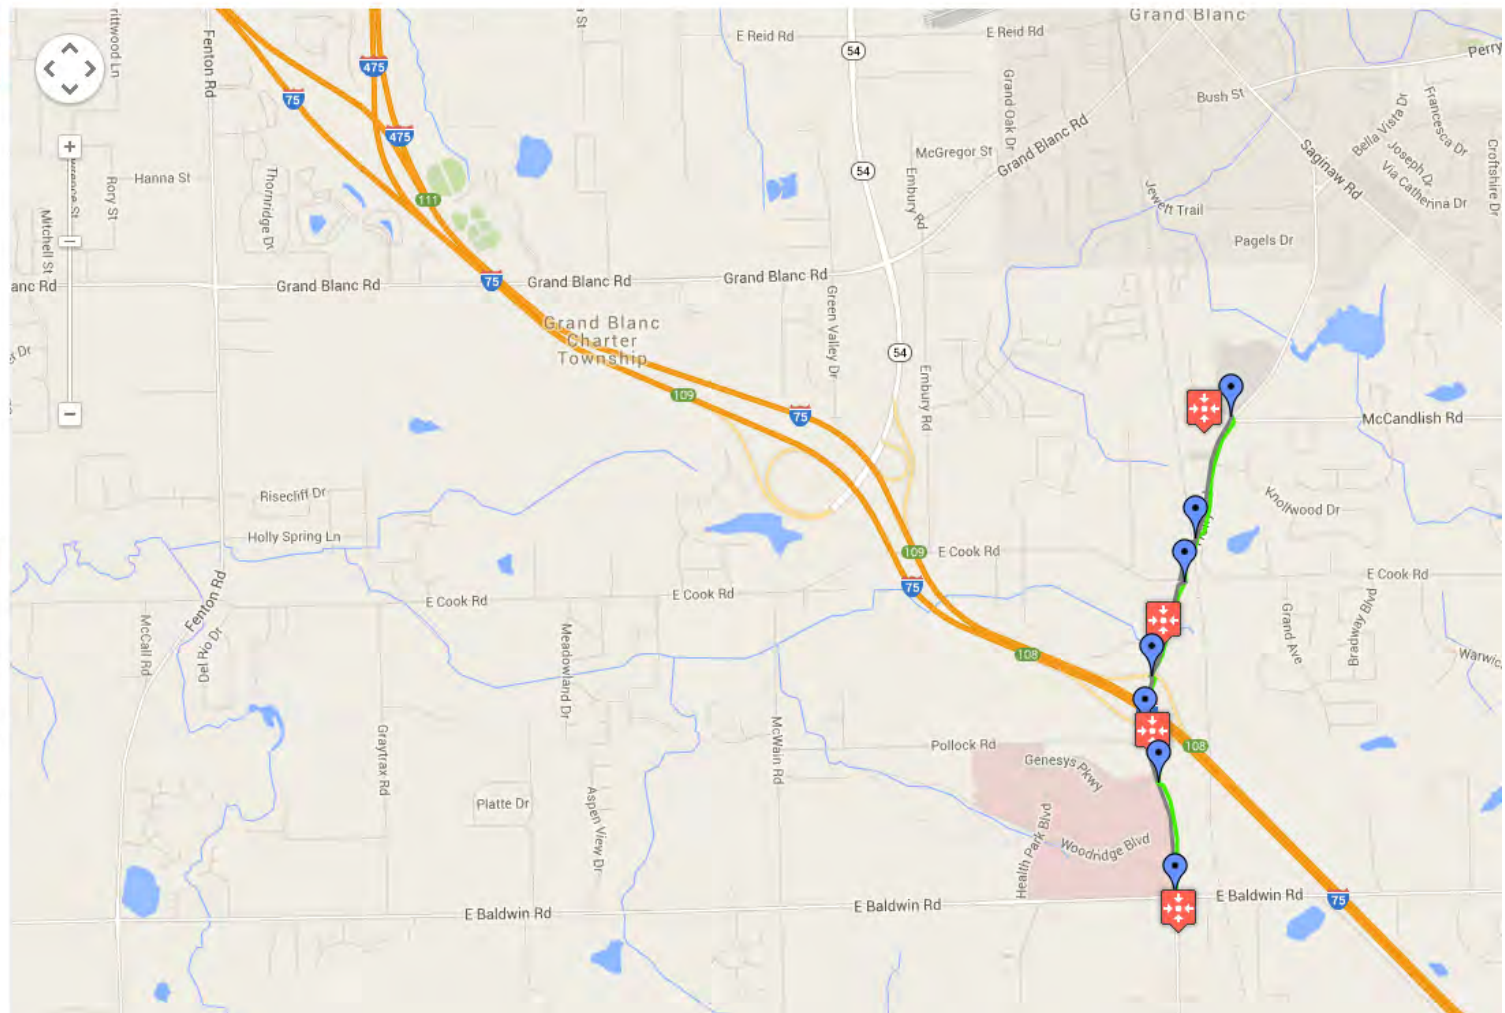 Grand Blanc
E Reid Rd
E Reid Rd
54
Perry
Fenton Rd
475
75
Bush St
Grand Oak Dr
Bella Vista Dr
Francesca Dr
475
Saginaw Rd
Joseph Dr
Croftshire Dr
McGregor St
Grand Blanc Rd
Via Catherina Dr
54
Embury Rd
Hanna St
Rory St
Thornridge Dr
111
Jewett Trail
Mitchell St
Pagels Dr
anc Rd
Grand Blanc Rd
75
Grand Blanc Rd
Grand Blanc Rd
Green Valley Dr
Grand Blanc
Charter
Township
54
Embury Rd
109
75
McCandlish Rd
Risecliff Dr
Knollwood Dr
Holly Spring Ln
109
E Cook Rd
E Cook Rd
75
Fenton Rd
E Cook Rd
E Cook Rd
McCall Rd
Del Rio Dr
Meadowland Dr
Grand Ave
Bradway Blvd
Warwic
108
McWain Rd
Graytrax Rd
Pollock Rd
108
Genesys Pkwy
Platte Dr
Aspen View Dr
Health Park Blvd
Woodridge Blvd
E Baldwin Rd
E Baldwin Rd
E Baldwin Rd
75